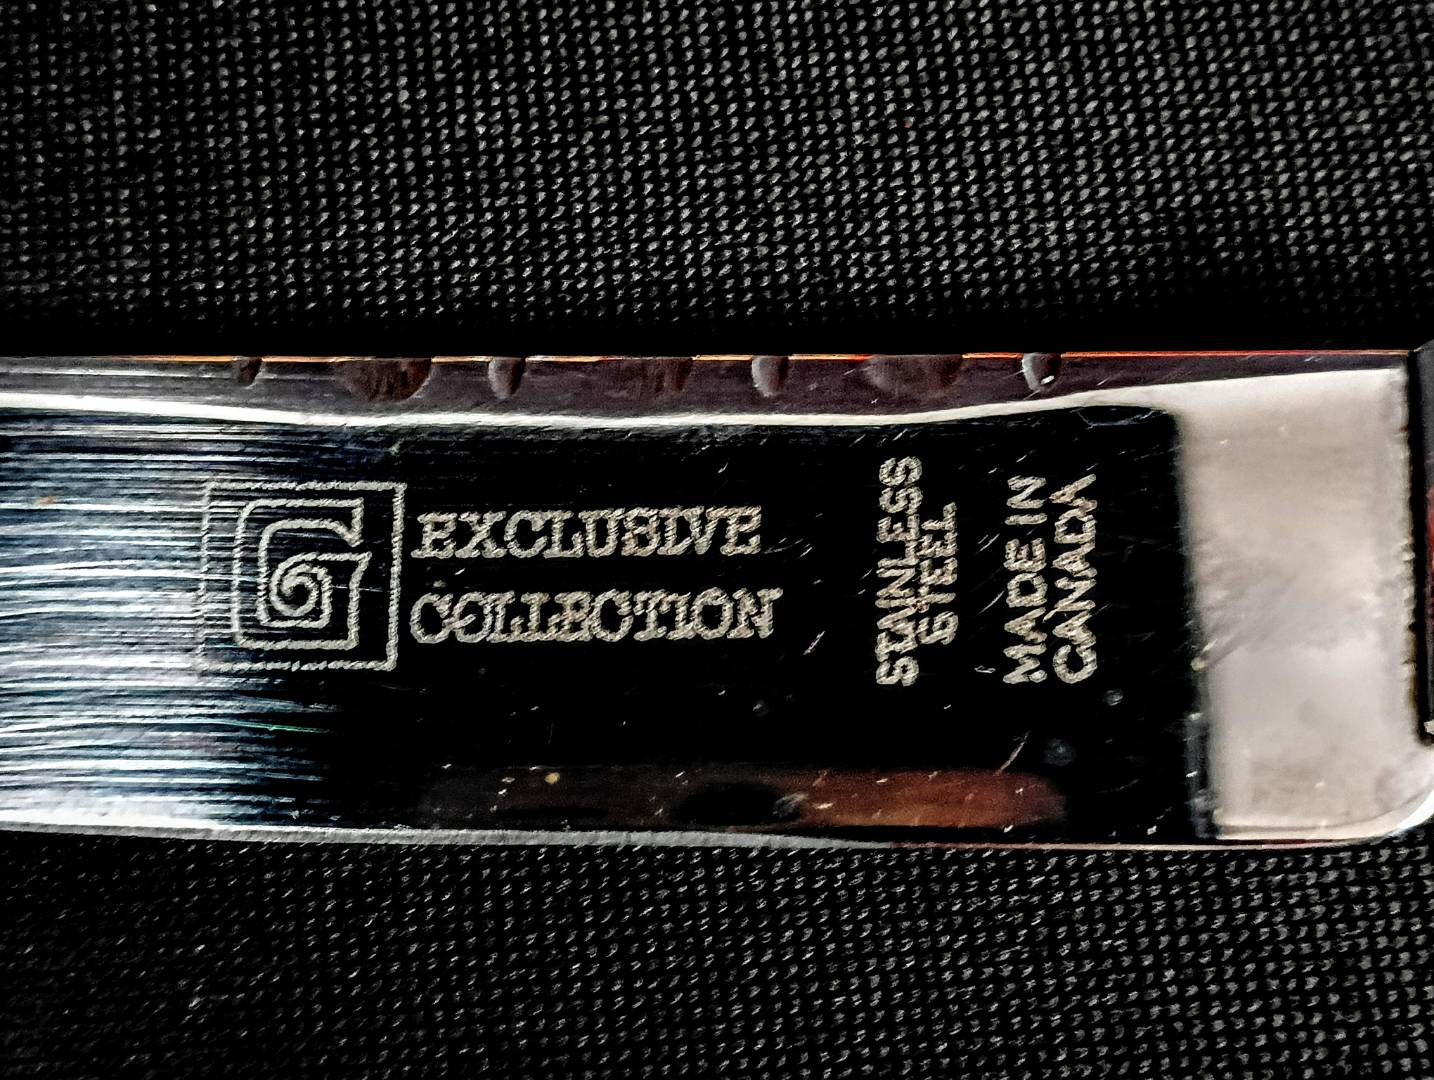 G
EXCLUSIVE
COLLECTION
STAINLESS
STEEL
MADE IN
CANADA